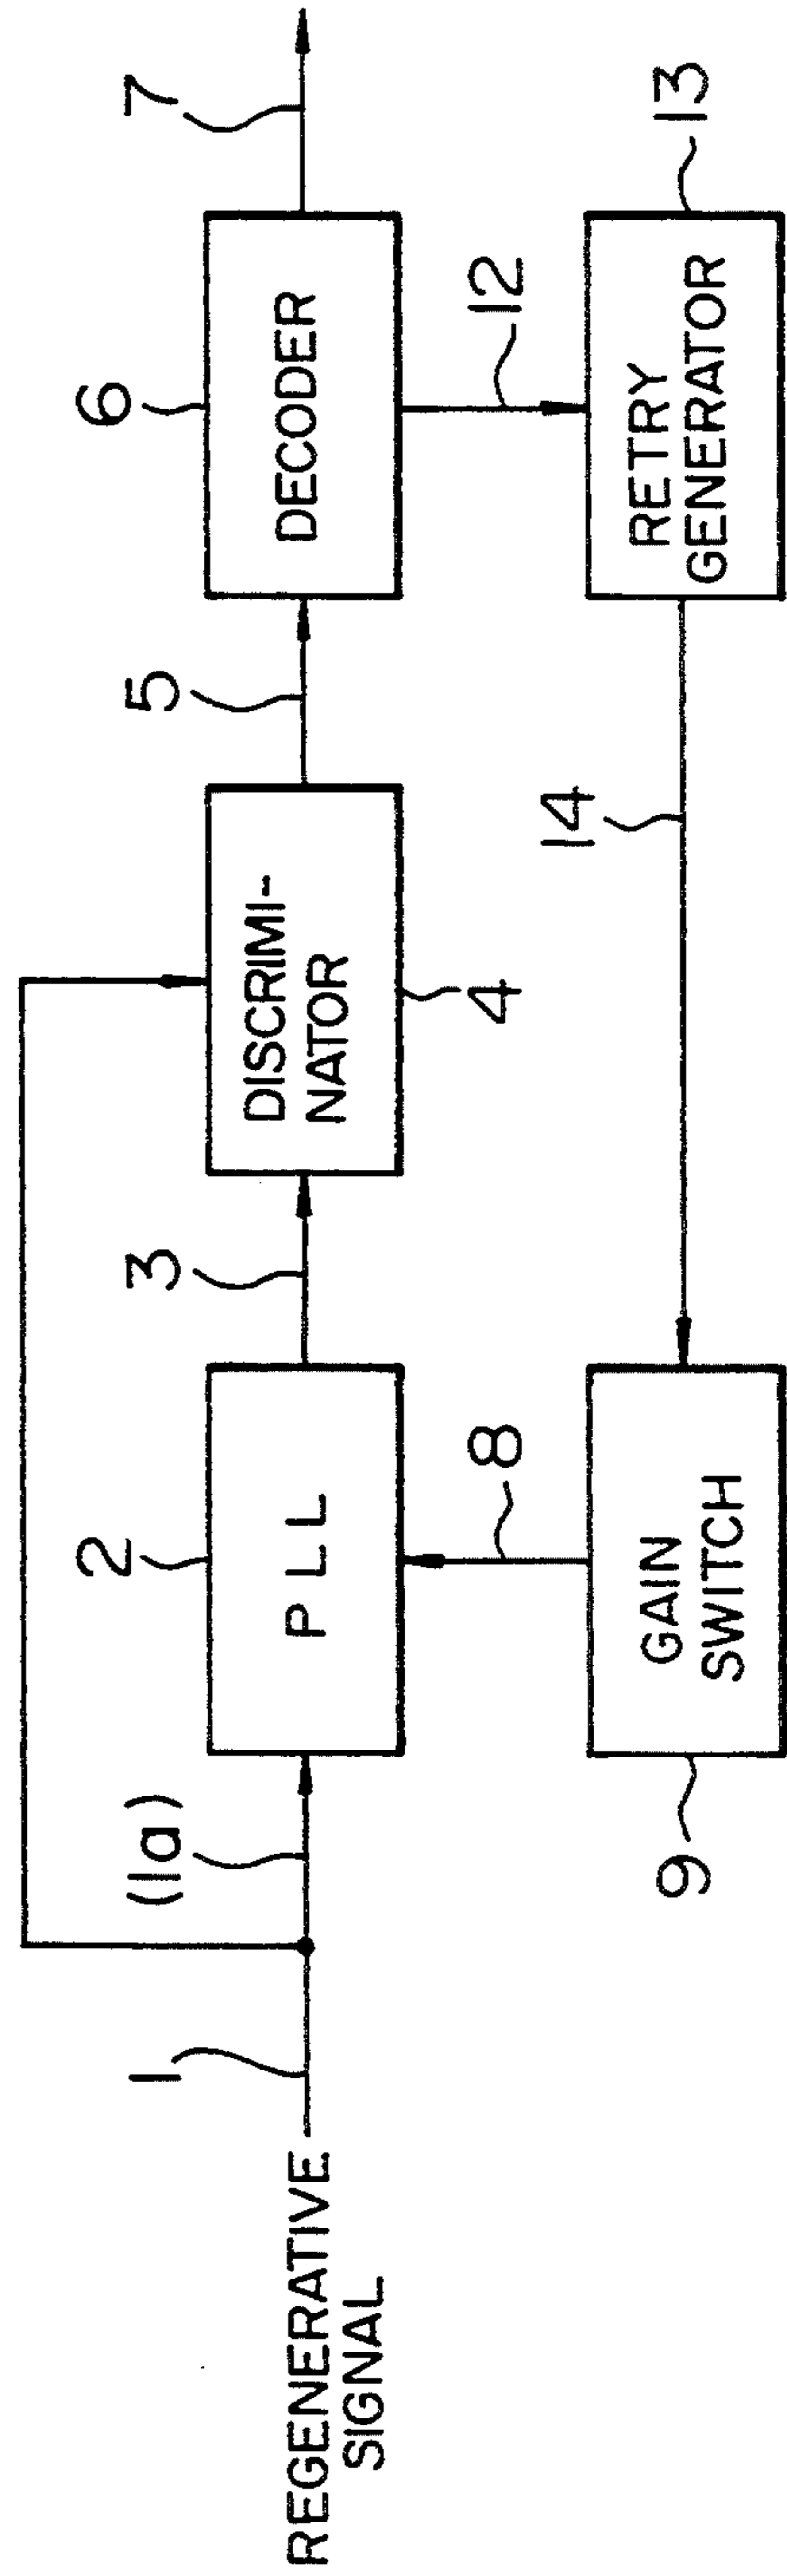 REGENERATIVE
SIGNAL
1
(1a)
2
PLL
3
DISCRIMI-
NATOR
4
5
6
DECODER
7
8
9
GAIN
SWITCH
14
12
RETRY
GENERATOR
13